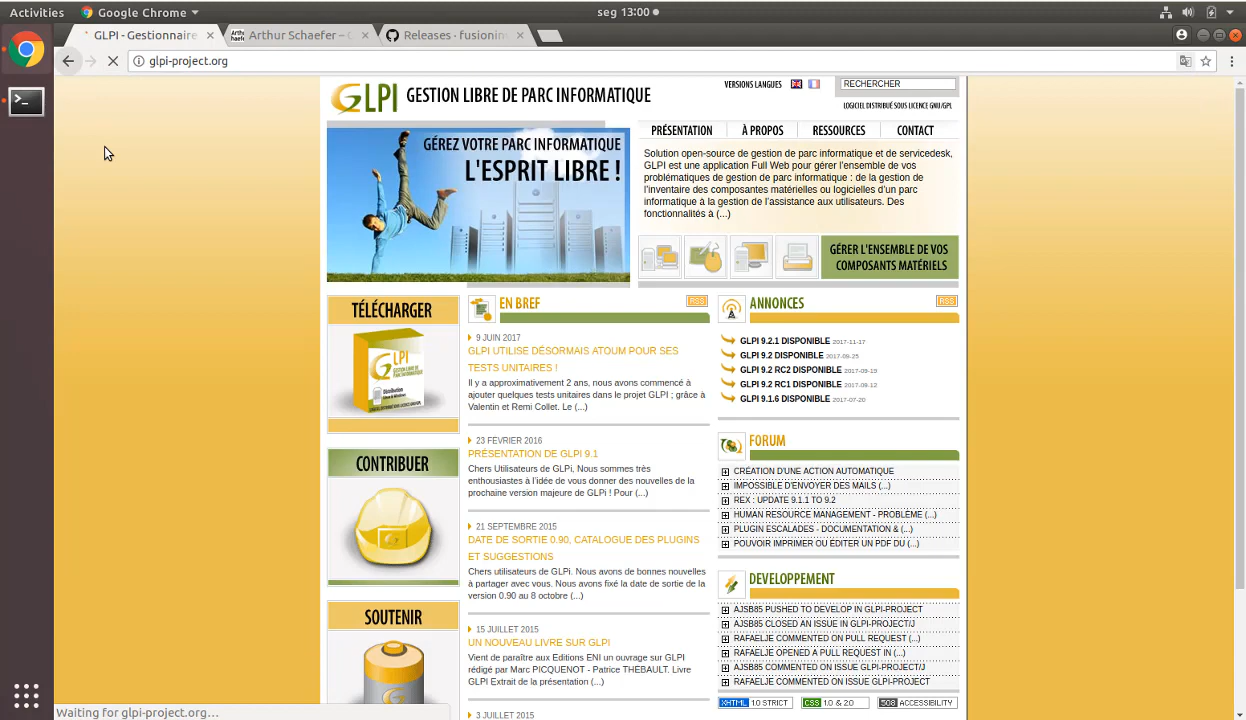 Activities
Google Chrome
seg 13:00
GLPI - Gestionnaire
Arthur Schaefer –
Releases · fusionin
glpi-project.org
GLPI GESTION LIBRE DE PARC INFORMATIQUE
VERSIONS LANGUES
RECHERCHER
LOGICIEL DISTRIBUÉ SOUS LICENCE GNU/GPL
GÉREZ VOTRE PARC INFORMATIQUE
L'ESPRIT LIBRE !
PRÉSENTATION
À PROPOS
RESSOURCES
CONTACT
Solution open-source de gestion de parc informatique et de servicedesk,
GLPI est une application Full Web pour gérer l'ensemble de vos
problématiques de gestion de parc informatique : de la gestion de
l'inventaire des composantes matérielles ou logicielles d'un parc
informatique à la gestion de l'assistance aux utilisateurs. Des
fonctionnalités à (...)
GÉRER L'ENSEMBLE DE VOS
COMPOSANTS MATÉRIELS
TÉLÉCHARGER
GLPI
CONTRIBUER
SOUTENIR
EN BREF
RSS
9 JUIN 2017
GLPI UTILISE DÉSORMAIS ATOUM POUR SES
TESTS UNITAIRES !
Il y a approximativement 2 ans, nous avons commencé à
ajouter quelques tests unitaires dans le projet GLPI ; grâce à
Valentin et Remi Collet. Le (...)
23 FÉVRIER 2016
PRÉSENTATION DE GLPI 9.1
Chers Utilisateurs de GLPi, Nous sommes très
enthousiastes à l'idée de vous donner des nouvelles de la
prochaine version majeure de GLPi ! Pour (...)
21 SEPTEMBRE 2015
DATE DE SORTIE 0.90, CATALOGUE DES PLUGINS
ET SUGGESTIONS
Chers utilisateurs de GLPi. Nous avons de bonnes nouvelles
à partager avec vous. Nous avons fixé la date de sortie de la
version 0.90 au 8 octobre (...)
15 JUILLET 2015
UN NOUVEAU LIVRE SUR GLPI
Vient de paraître aux Editions ENI un ouvrage sur GLPI
rédigé par Marc PICQUENOT - Patrice THEBAULT. Livre
GLPI Extrait de la présentation (...)
3 JUILLET 2015
ANNONCES
RSS
GLPI 9.2.1 DISPONIBLE 2017-11-17
GLPI 9.2 DISPONIBLE 2017-09-25
GLPI 9.2 RC2 DISPONIBLE 2017-09-19
GLPI 9.2 RC1 DISPONIBLE 2017-09-12
GLPI 9.1.6 DISPONIBLE 2017-07-20
FORUM
CRÉATION D'UNE ACTION AUTOMATIQUE
IMPOSSIBLE D'ENVOYER DES MAILS (...)
REX : UPDATE 9.1.1 TO 9.2
HUMAN RESOURCE MANAGEMENT - PROBLÈME (...)
PLUGIN ESCALADES - DOCUMENTATION & (...)
POUVOIR IMPRIMER OU EDITER UN PDF DU (...)
DEVELOPPEMENT
AJSB85 PUSHED TO DEVELOP IN GLPI-PROJECT
AJSB85 CLOSED AN ISSUE IN GLPI-PROJECT/J
RAFAELJE COMMENTED ON PULL REQUEST (...)
RAFAELJE OPENED A PULL REQUEST IN (...)
AJSB85 COMMENTED ON ISSUE GLPI-PROJECT/J
RAFAELJE COMMENTED ON ISSUE GLPI-PROJECT
XHTML 1.0 STRICT
CSS 1.0 & 2.0
508 ACCESSIBILITY
Waiting for glpi-project.org...